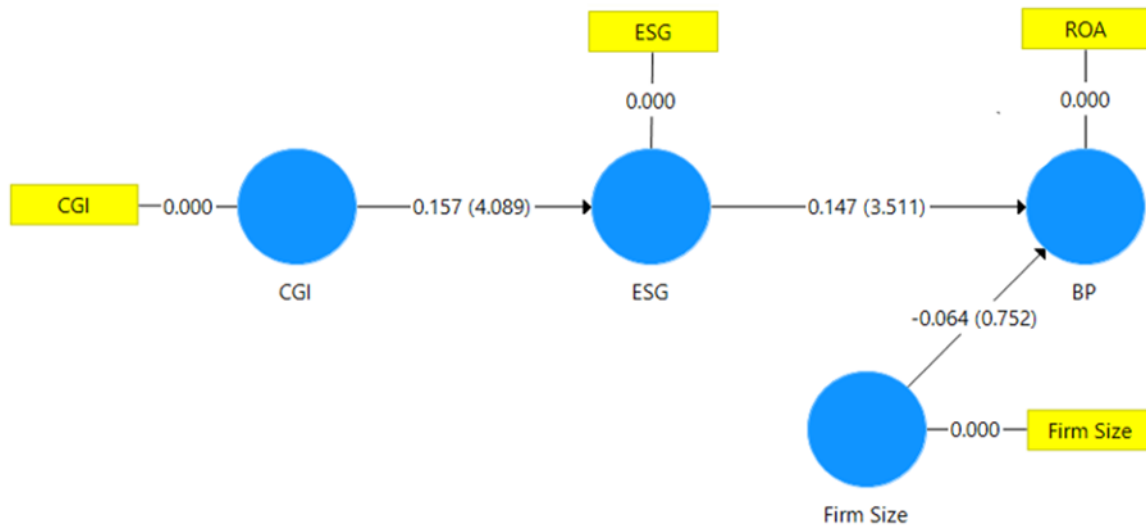 ESG
ROA
0.000
0.000
CGI
0.000
0.157 (4.089)
0.147 (3.511)
CGI
ESG
BP
-0.064 (0.752)
0.000
Firm Size
Firm Size